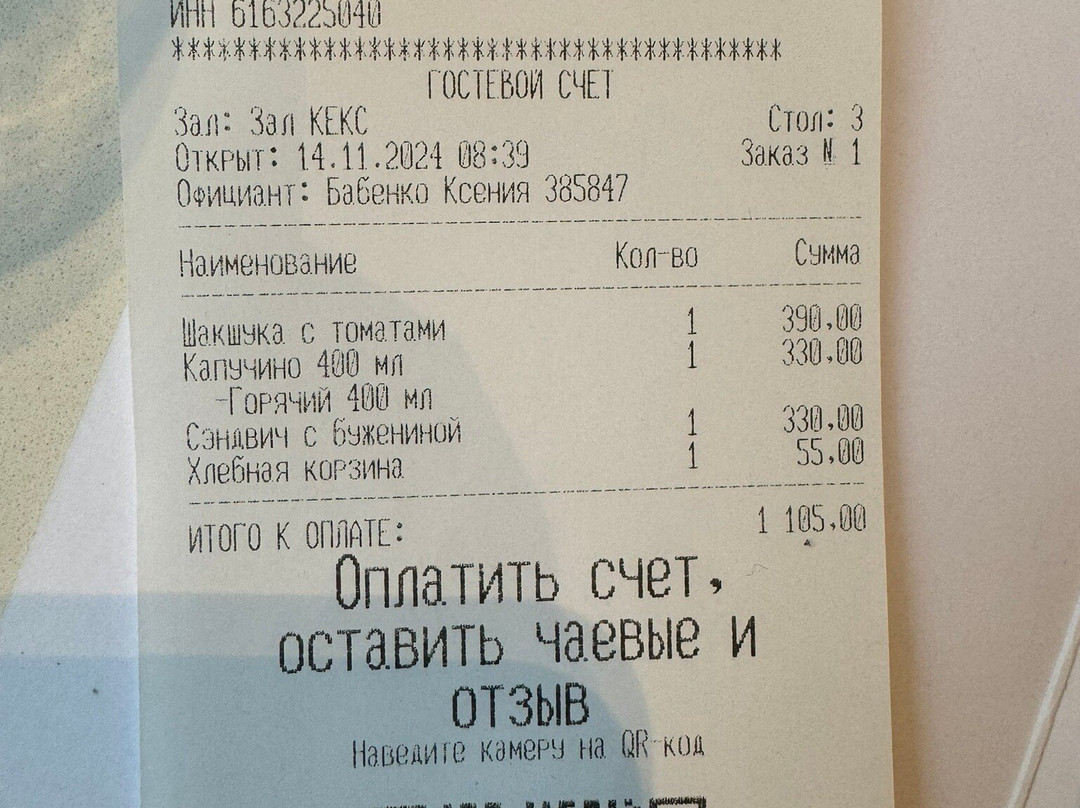 ИНН 6163225040
******************************************
ГОСТЕВОЙ СЧЕТ
Зал: Зал КЕКС Стол: 3
Открыт: 14.11.2024 08:39 Заказ № 1
Официант: Бабенко Ксения 385847
Наименование Кол-во Сумма
Шакшука с томатами 1 390,00
Капучино 400 мл 1 330,00
-Горячий 400 мл
Сэндвич с бужениной 1 330,00
Хлебная корзина 1 55,00
ИТОГО К ОПЛАТЕ: 1 105,00
Оплатить счет,
оставить чаевые и
отзыв
Наведите камеру на QR-код